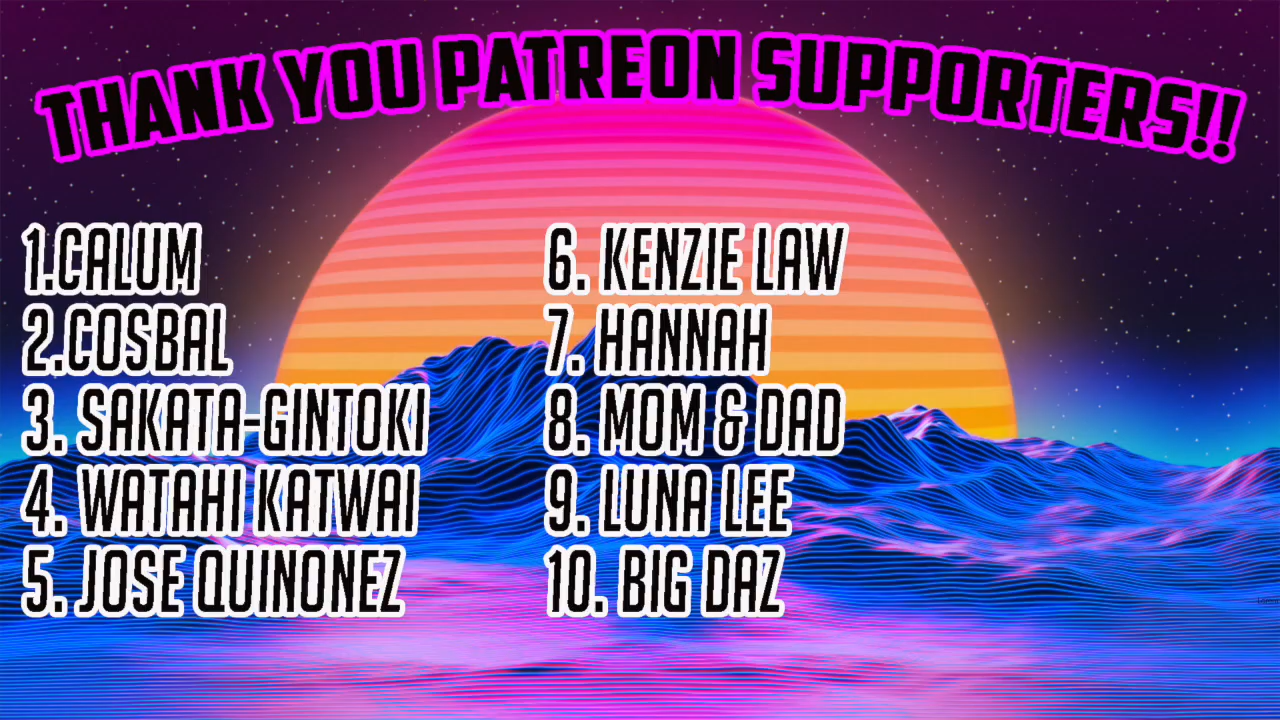 THANK YOU PATREON SUPPORTERS!!
1.CALUM
2.COSBAL
3. SAKATA-GINTOKI
4. WATAHI KATWAI
5. JOSE QUINONEZ
6. KENZIE LAW
7. HANNAH
8. MOM & DAD
9. LUNA LEE
10. BIG DAZ